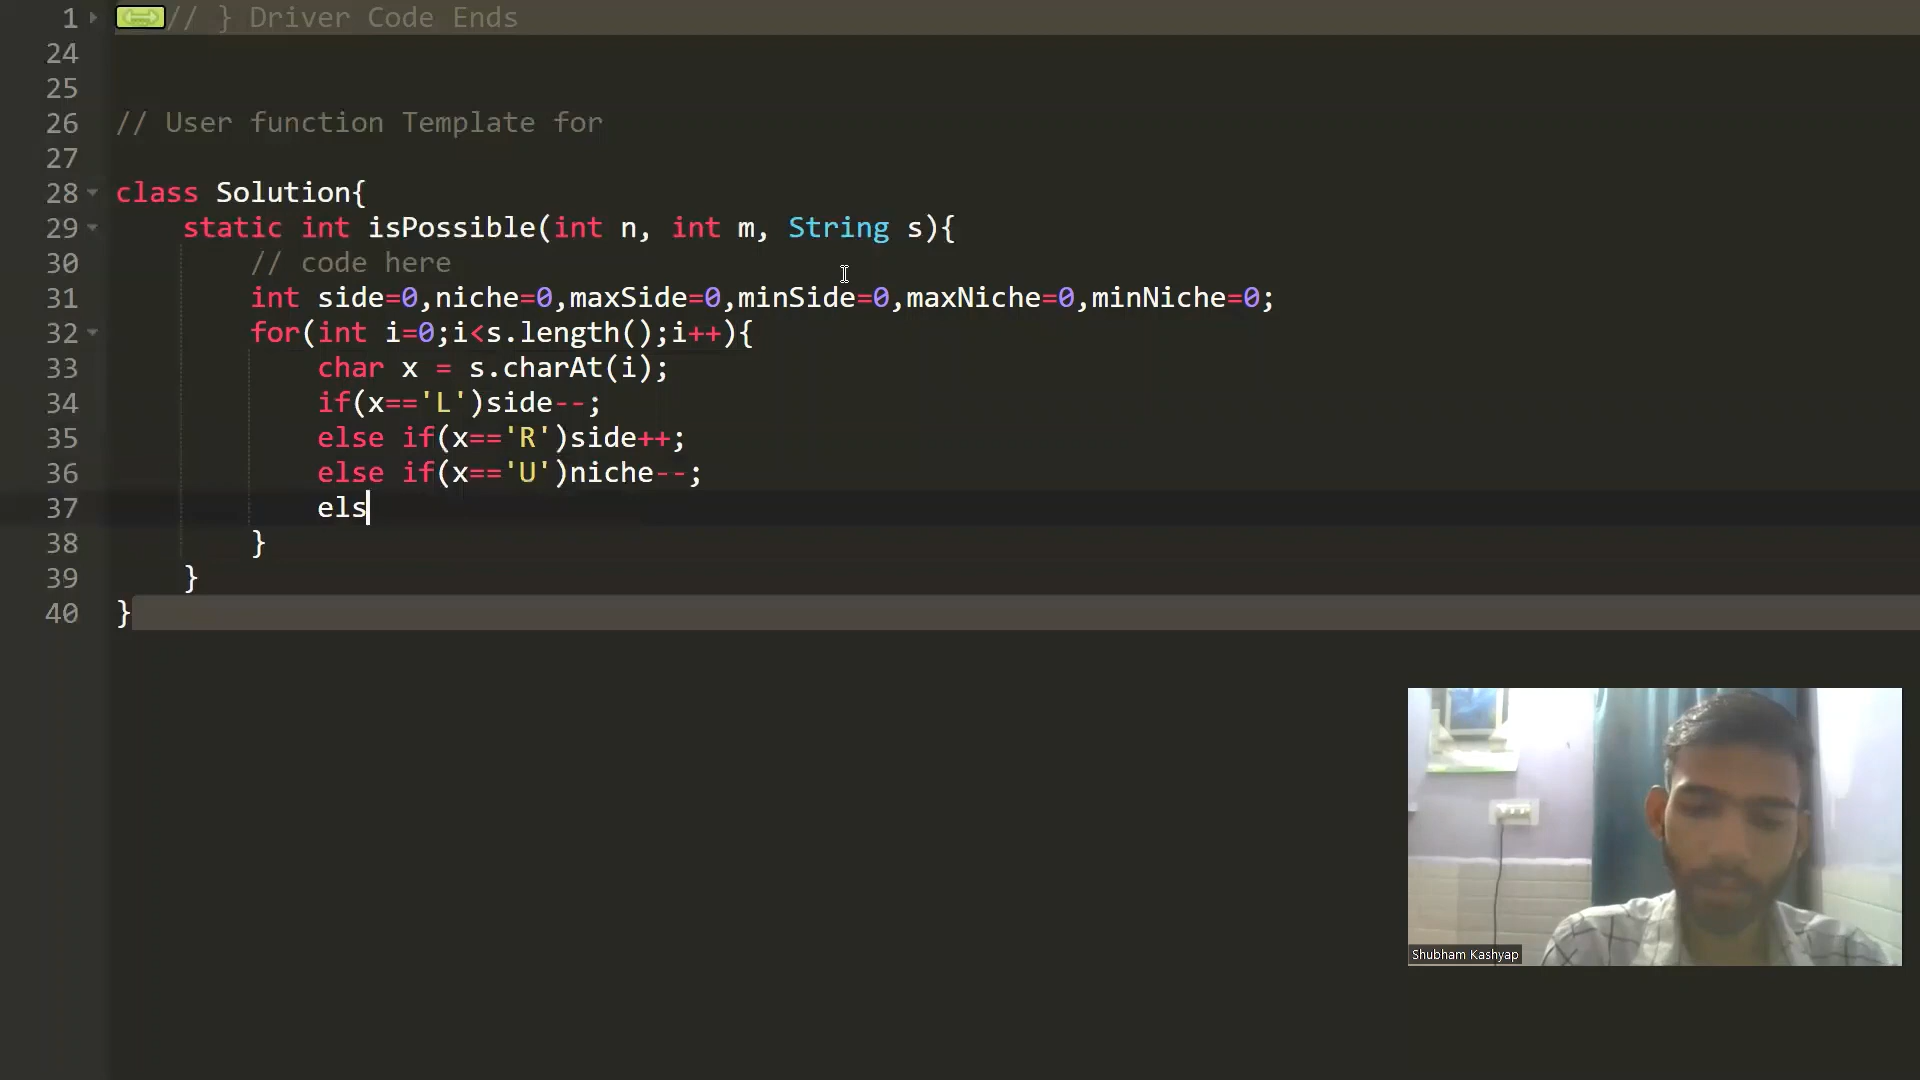 1 // } Driver Code Ends
24
25
26 // User function Template for
27
28 class Solution{
29 static int isPossible(int n, int m, String s){
30 // code here
31 int side=0,niche=0,maxSide=0,minSide=0,maxNiche=0,minNiche=0;
32 for(int i=0;i<s.length();i++){
33 char x = s.charAt(i);
34 if(x=='L')side--;
35 else if(x=='R')side++;
36 else if(x=='U')niche--;
37 els
38 }
39 }
40 }
Shubham Kashyap